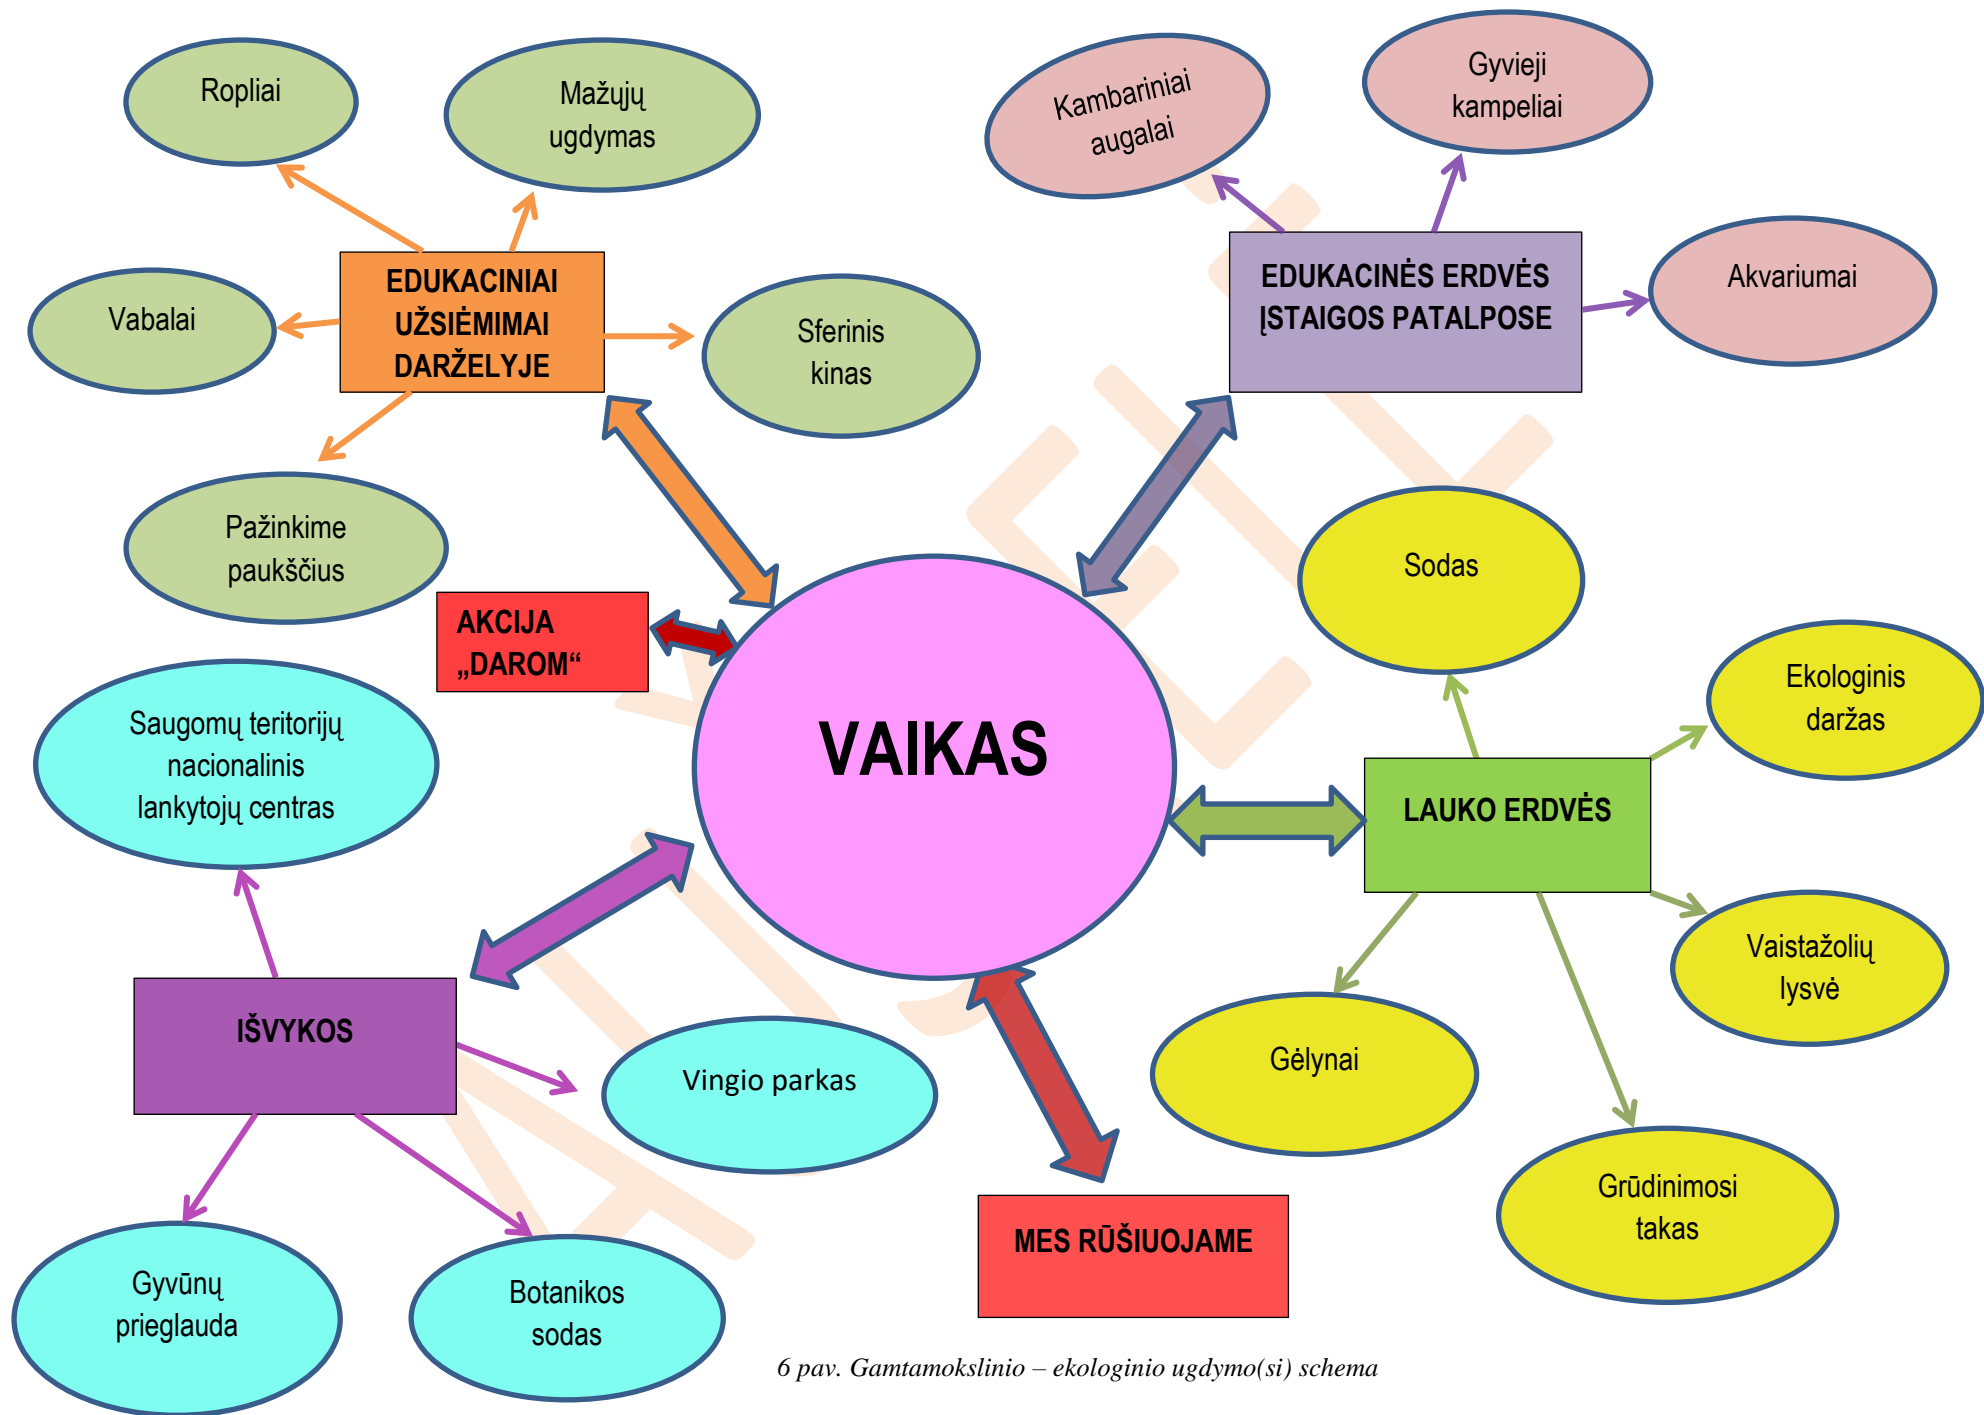 Ropliai
Mažųjų
ugdymas
Kambariniai
augalai
Gyvieji
kampeliai
Vabalai
EDUKACINIAI
UŽSIĖMIMAI
DARŽELYJE
Sferinis
kinas
EDUKACINĖS ERDVĖS
ĮSTAIGOS PATALPOSE
Akvariumai
Pažinkime
paukščius
AKCIJA
„DAROM“
Sodas
Saugomų teritorijų
nacionalinis
lankytojų centras
VAIKAS
Ekologinis
daržas
LAUKO ERDVĖS
Vaistažolių
lysvė
IŠVYKOS
Vingio parkas
Gėlynai
Grūdinimosi
takas
MES RŪŠIUOJAME
Gyvūnų
prieglauda
Botanikos
sodas
6 pav. Gamtamokslinio – ekologinio ugdymo(si) schema